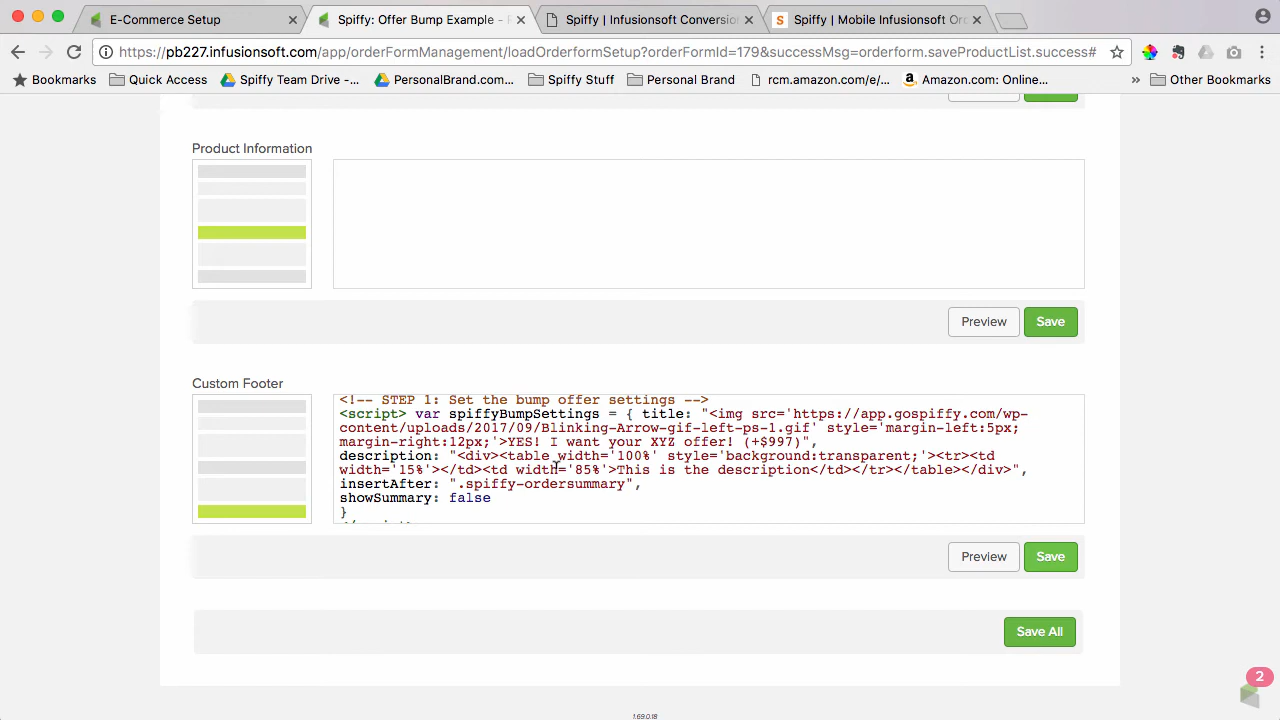 E-Commerce Setup
Spiffy: Offer Bump Example -
Spiffy | Infusionsoft Conversio
Spiffy | Mobile Infusionsoft Or
https://pb227.infusionsoft.com/app/orderFormManagement/loadOrderformSetup?orderFormId=179&successMsg=orderform.saveProductList.success#
Bookmarks
Quick Access
Spiffy Team Drive -...
PersonalBrand.com...
Spiffy Stuff
Personal Brand
rcm.amazon.com/e/...
Amazon.com: Online...
»
Other Bookmarks
Product Information
Preview
Save
Custom Footer
<!-- STEP 1: Set the bump offer settings -->
<script> var spiffyBumpSettings = { title: "<img src='https://app.gospiffy.com/wp-
content/uploads/2017/09/Blinking-Arrow-gif-left-ps-1.gif' style='margin-left:5px;
margin-right:12px;'>YES! I want your XYZ offer! (+$997)",
description: "<div><table width='100%' style='background:transparent;'><tr><td
width='15%'></td><td width='85%'>This is the description</td></tr></table></div>",
insertAfter: ".spiffy-ordersummary",
showSummary: false
}
Preview
Save
Save All
2
1.69.0.18